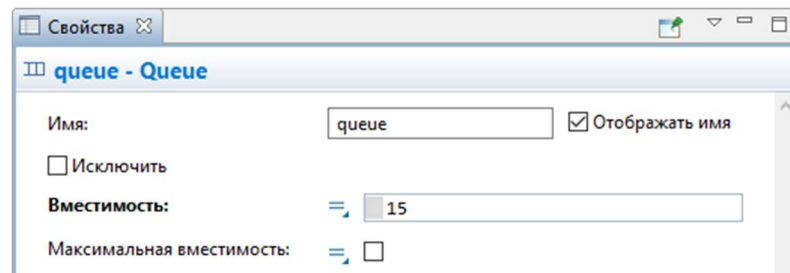 Свойства
queue - Queue
Имя: queue Отображать имя
Исключить
Вместимость: 15
Максимальная вместимость: